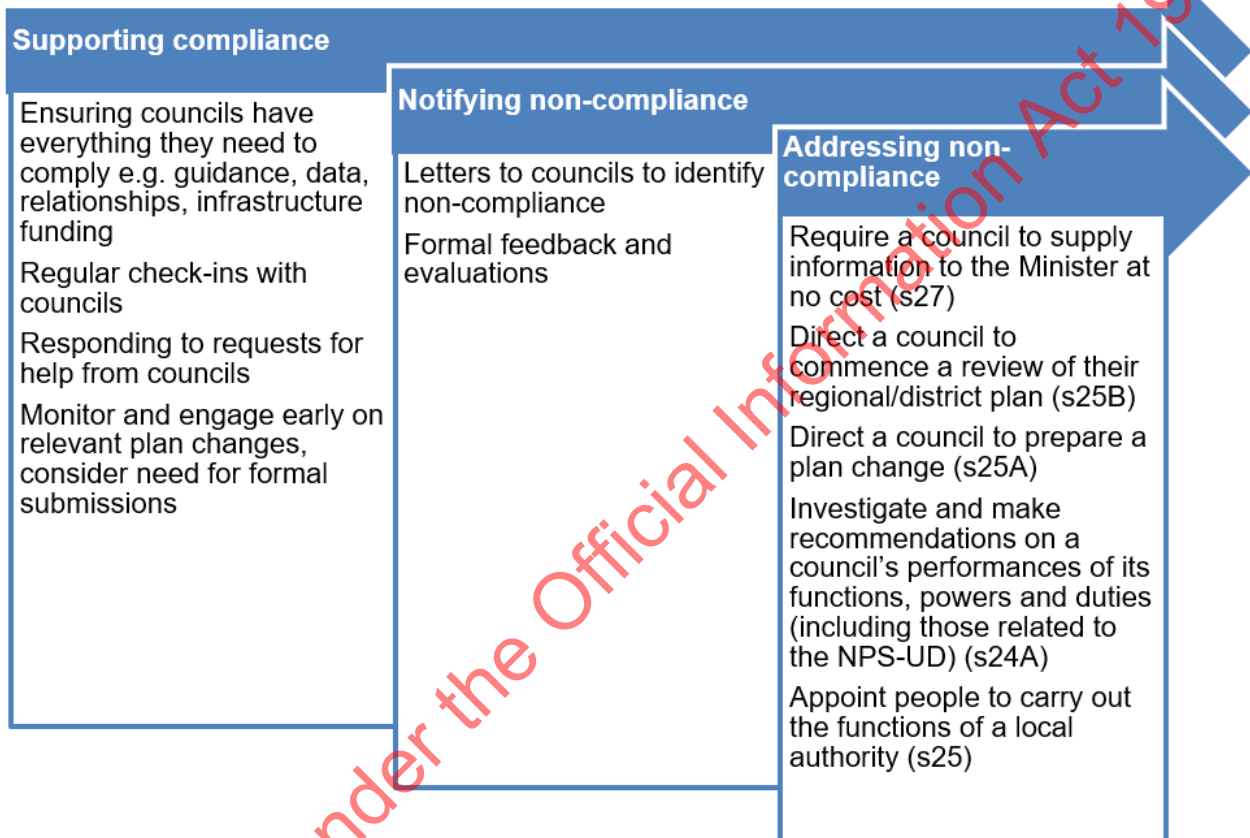 Supporting compliance
Ensuring councils have
everything they need to
comply e.g. guidance, data,
relationships, infrastructure
funding
Regular check-ins with
councils
Responding to requests for
help from councils
Monitor and engage early on
relevant plan changes,
consider need for formal
submissions
Notifying non-compliance
Letters to councils to identify
non-compliance
Formal feedback and
evaluations
Addressing non-
compliance
Require a council to supply
information to the Minister at
no cost (s27)
Direct a council to
commence a review of their
regional/district plan (s25B)
Direct a council to prepare a
plan change (s25A)
Investigate and make
recommendations on a
council’s performances of its
functions, powers and duties
(including those related to
the NPS-UD) (s24A)
Appoint people to carry out
the functions of a local
authority (s25)
the Official Information Act